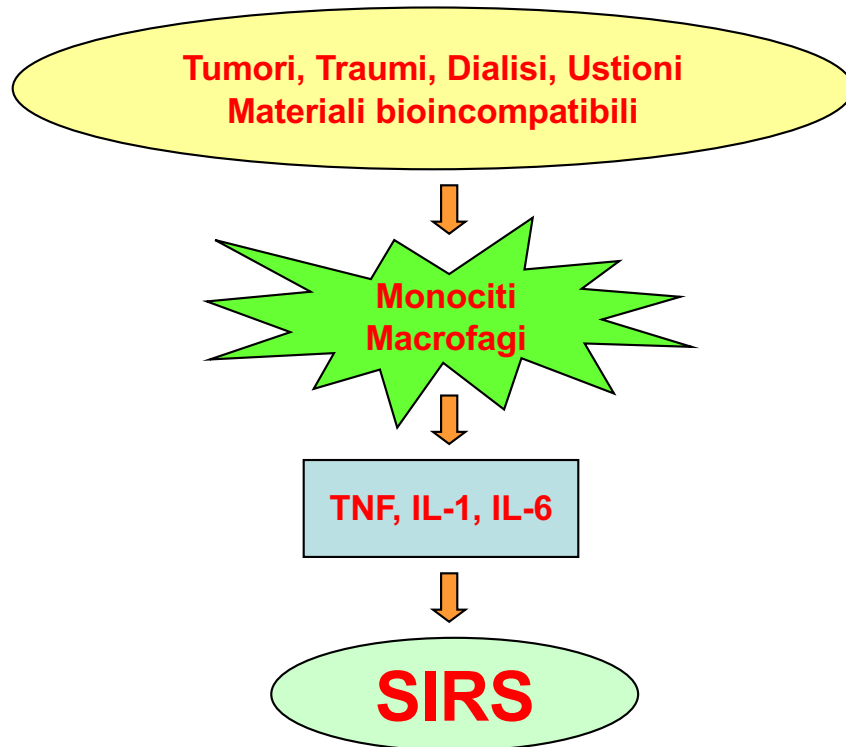 Tumori, Traumi, Dialisi, Ustioni
Materiali bioincompatibili
Monociti
Macrofagi
TNF, IL-1, IL-6
SIRS